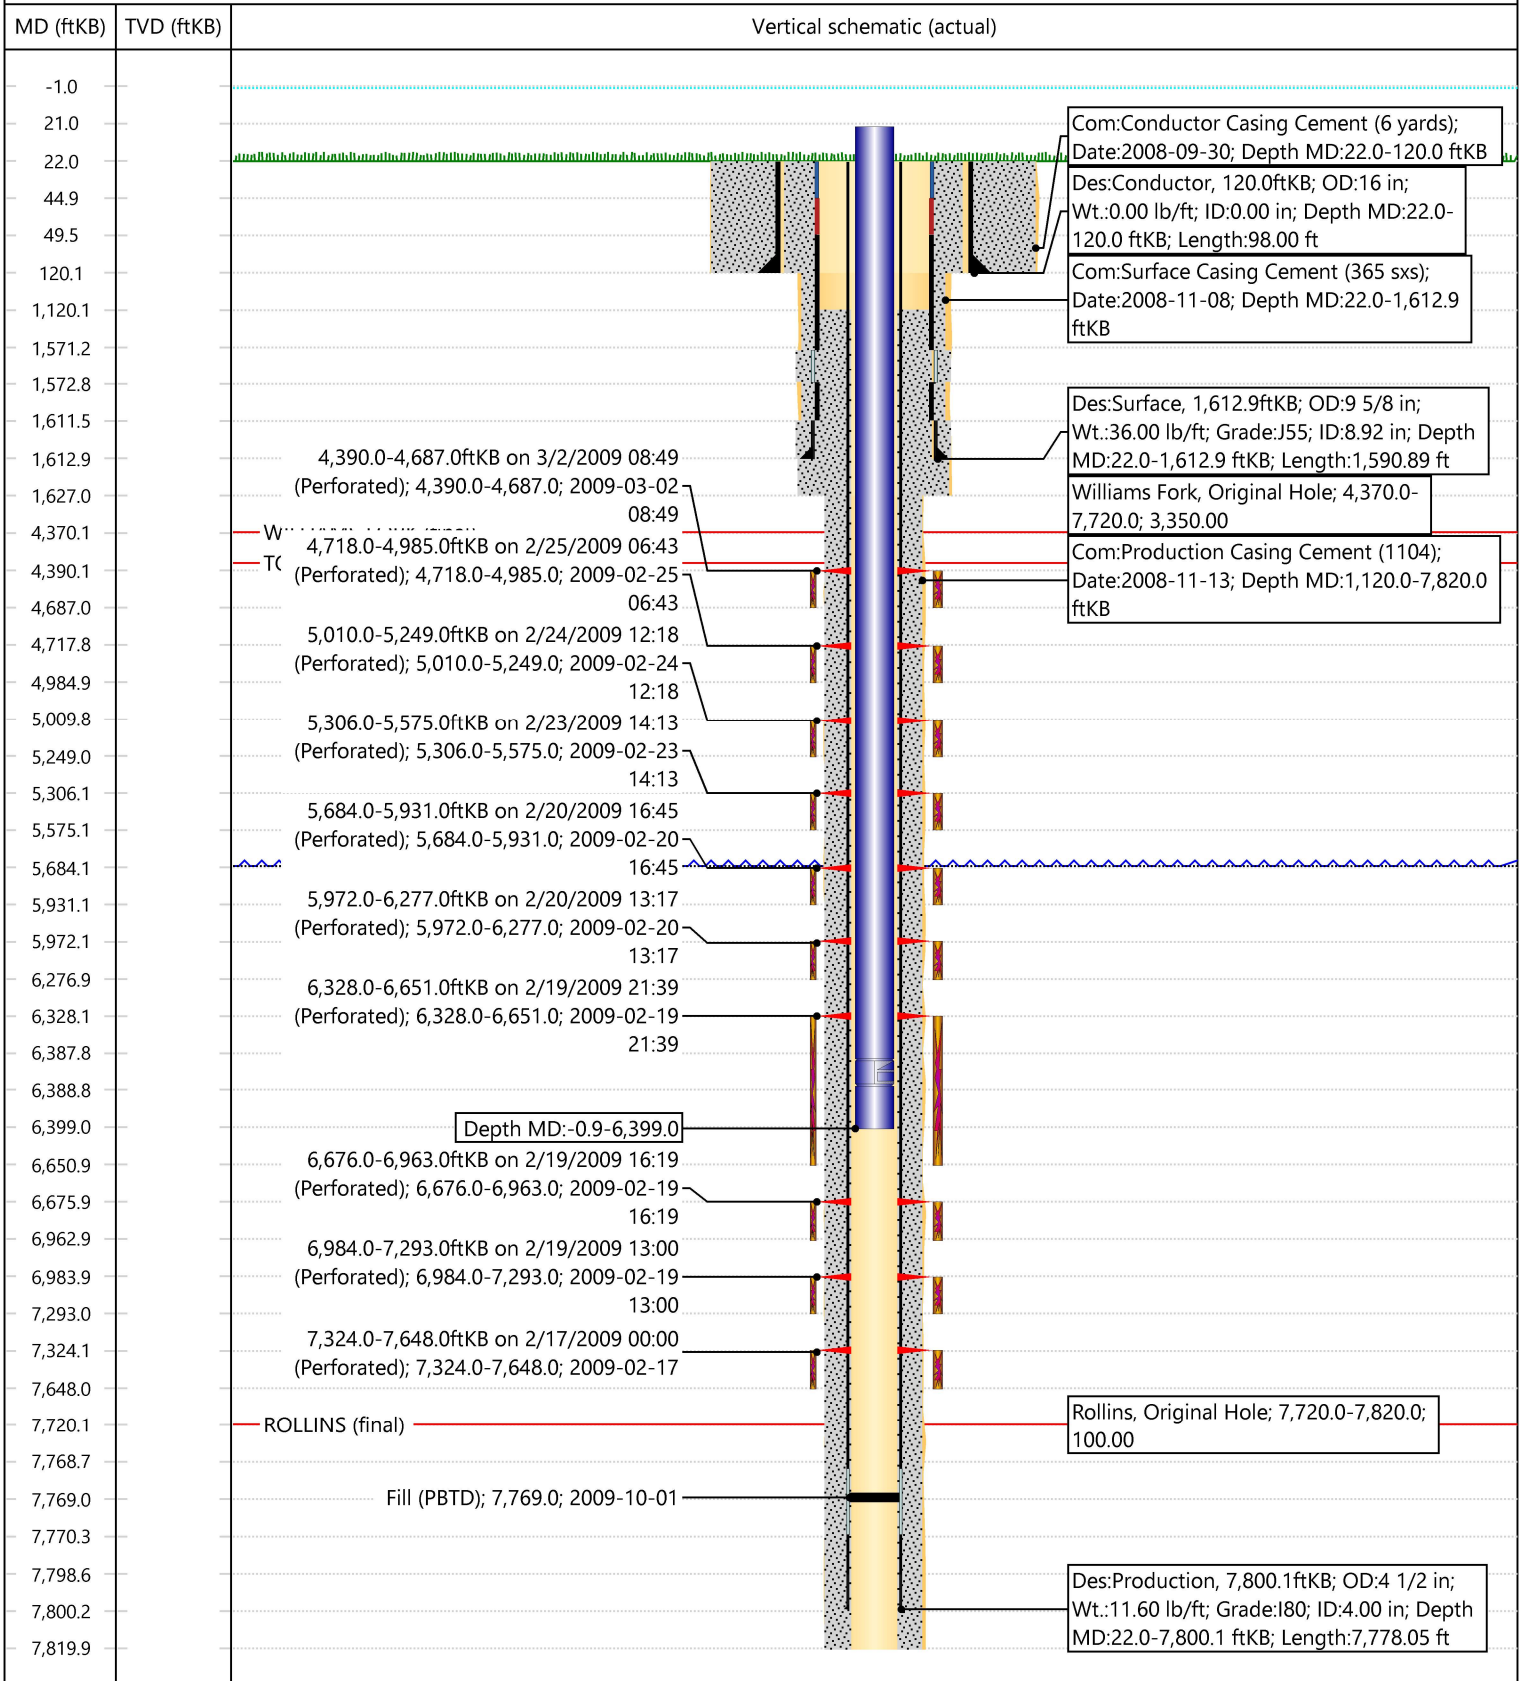 MD (ftKB)
TVD (ftKB)
Vertical schematic (actual)
-1.0
21.0
22.0
44.9
49.5
120.1
1,120.1
1,571.2
1,572.8
1,611.5
1,612.9
1,627.0
4,370.1
4,390.1
4,687.0
4,717.8
4,984.9
5,009.8
5,249.0
5,306.1
5,575.1
5,684.1
5,931.1
5,972.1
6,276.9
6,328.1
6,387.8
6,388.8
6,399.0
6,650.9
6,675.9
6,962.9
6,983.9
7,293.0
7,324.1
7,648.0
7,720.1
7,768.7
7,769.0
7,770.3
7,798.6
7,800.2
7,819.9
4,390.0-4,687.0ftKB on 3/2/2009 08:49
(Perforated); 4,390.0-4,687.0; 2009-03-02
08:49
4,718.0-4,985.0ftKB on 2/25/2009 06:43
(Perforated); 4,718.0-4,985.0; 2009-02-25
06:43
5,010.0-5,249.0ftKB on 2/24/2009 12:18
(Perforated); 5,010.0-5,249.0; 2009-02-24
12:18
5,306.0-5,575.0ftKB on 2/23/2009 14:13
(Perforated); 5,306.0-5,575.0; 2009-02-23
14:13
5,684.0-5,931.0ftKB on 2/20/2009 16:45
(Perforated); 5,684.0-5,931.0; 2009-02-20
16:45
5,972.0-6,277.0ftKB on 2/20/2009 13:17
(Perforated); 5,972.0-6,277.0; 2009-02-20
13:17
6,328.0-6,651.0ftKB on 2/19/2009 21:39
(Perforated); 6,328.0-6,651.0; 2009-02-19
21:39
Depth MD:-0.9-6,399.0
6,676.0-6,963.0ftKB on 2/19/2009 16:19
(Perforated); 6,676.0-6,963.0; 2009-02-19
16:19
6,984.0-7,293.0ftKB on 2/19/2009 13:00
(Perforated); 6,984.0-7,293.0; 2009-02-19
13:00
7,324.0-7,648.0ftKB on 2/17/2009 00:00
(Perforated); 7,324.0-7,648.0; 2009-02-17
ROLLINS (final)
Fill (PBTD); 7,769.0; 2009-10-01
Com:Conductor Casing Cement (6 yards);
Date:2008-09-30; Depth MD:22.0-120.0 ftKB
Des:Conductor, 120.0ftKB; OD:16 in;
Wt.:0.00 lb/ft; ID:0.00 in; Depth MD:22.0-
120.0 ftKB; Length:98.00 ft
Com:Surface Casing Cement (365 sxs);
Date:2008-11-08; Depth MD:22.0-1,612.9
ftKB
Des:Surface, 1,612.9ftKB; OD:9 5/8 in;
Wt.:36.00 lb/ft; Grade:J55; ID:8.92 in; Depth
MD:22.0-1,612.9 ftKB; Length:1,590.89 ft
Williams Fork, Original Hole; 4,370.0-
7,720.0; 3,350.00
Com:Production Casing Cement (1104);
Date:2008-11-13; Depth MD:1,120.0-7,820.0
ftKB
Rollins, Original Hole; 7,720.0-7,820.0;
100.00
Des:Production, 7,800.1ftKB; OD:4 1/2 in;
Wt.:11.60 lb/ft; Grade:I80; ID:4.00 in; Depth
MD:22.0-7,800.1 ftKB; Length:7,778.05 ft